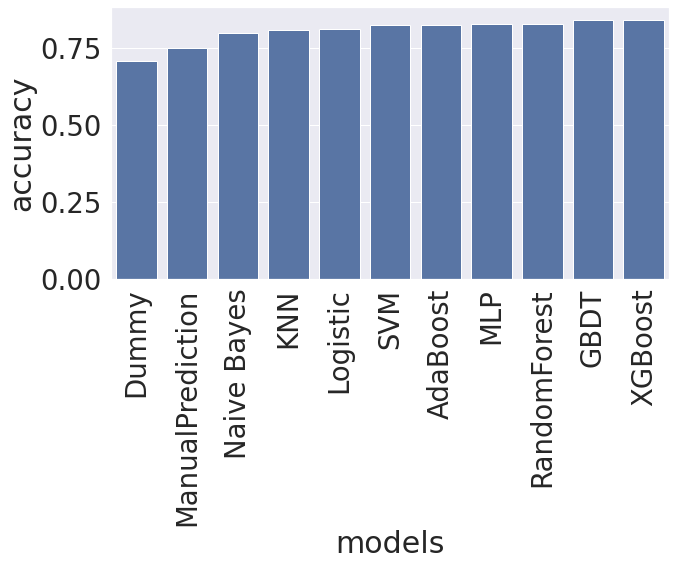 accuracy
0.75
0.50
0.25
0.00
Dummy
ManualPrediction
Naive Bayes
KNN
Logistic
SVM
AdaBoost
MLP
RandomForest
GBDT
XGBoost
models